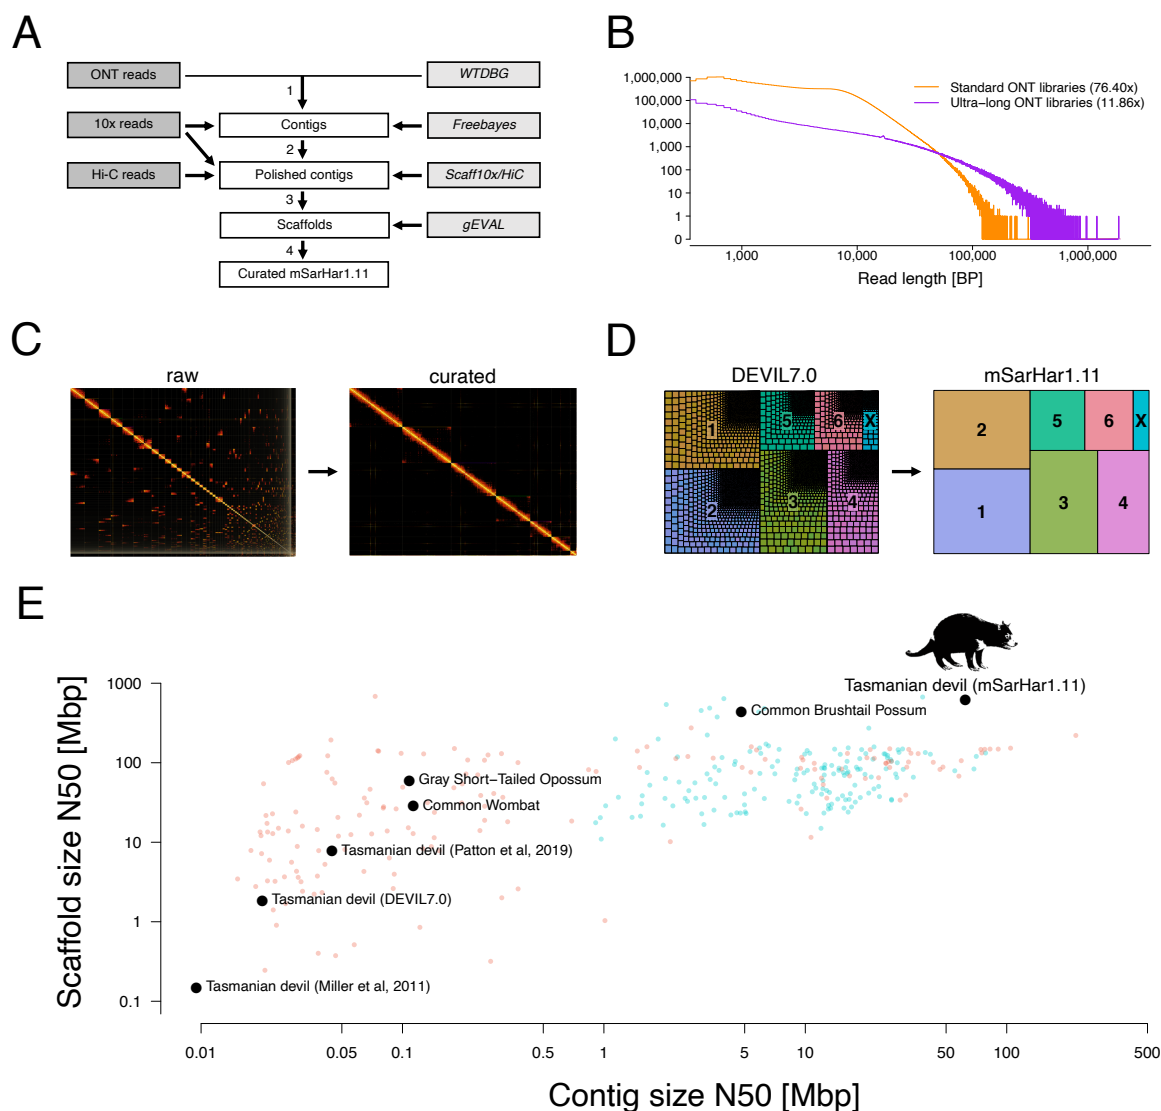 A
ONT reads
WTDBG
1
10x reads
Contigs
Freebayes
2
Hi-C reads
Polished contigs
Scaff10x/HiC
3
Scaffolds
gEVAL
4
Curated mSarHar1.11
B
1,000,000
100,000
10,000
1,000
100
10
1
0
Standard ONT libraries (76.40x)
Ultra−long ONT libraries (11.86x)
1,000
10,000
100,000
1,000,000
Read length [BP]
C
raw
curated
D
DEVIL7.0
mSarHar1.11
1
5
6
X
2
3
4
2
5
6
X
1
3
4
E
Scaffold size N50 [Mbp]
1000
100
10
1
0.1
Tasmanian devil (mSarHar1.11)
Common Brushtail Possum
Gray Short−Tailed Opossum
Common Wombat
Tasmanian devil (Patton et al, 2019)
Tasmanian devil (DEVIL7.0)
Tasmanian devil (Miller et al, 2011)
0.01
0.05
0.1
0.5
1
5
10
50
100
500
Contig size N50 [Mbp]